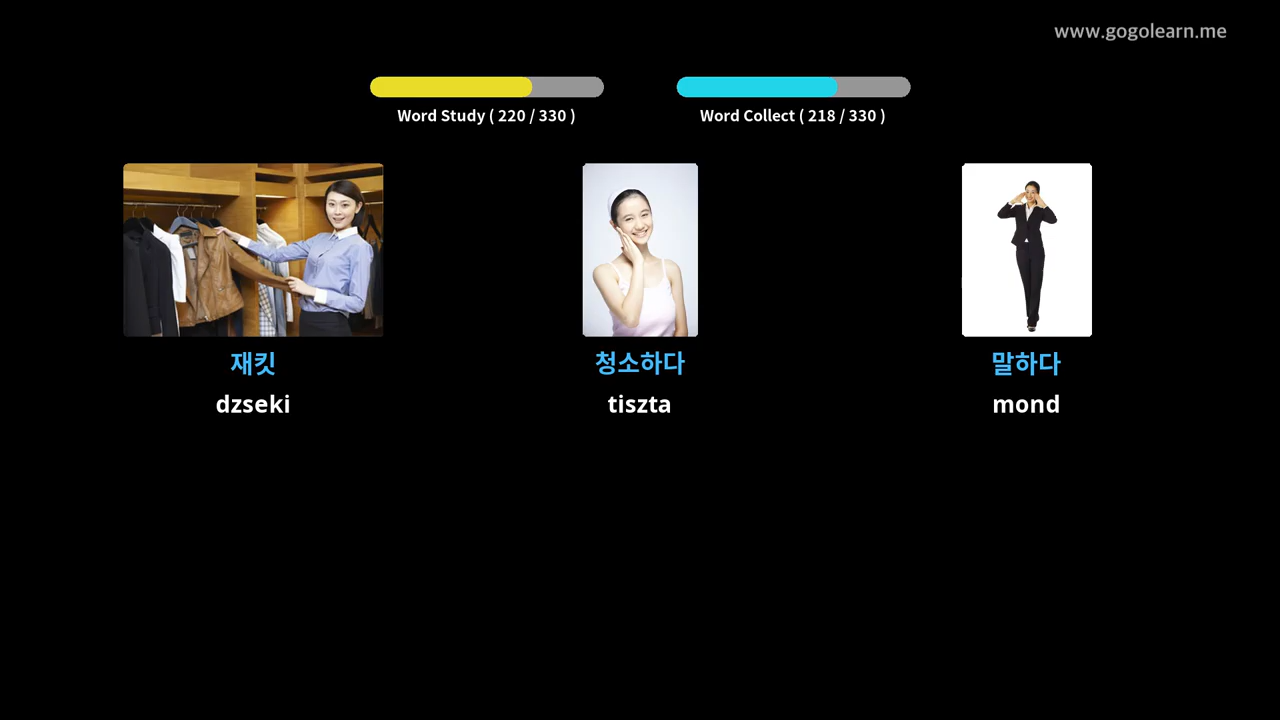 www.gogolearn.me
Word Study ( 220 / 330 )
Word Collect ( 218 / 330 )
재킷
청소하다
말하다
dzseki
tiszta
mond